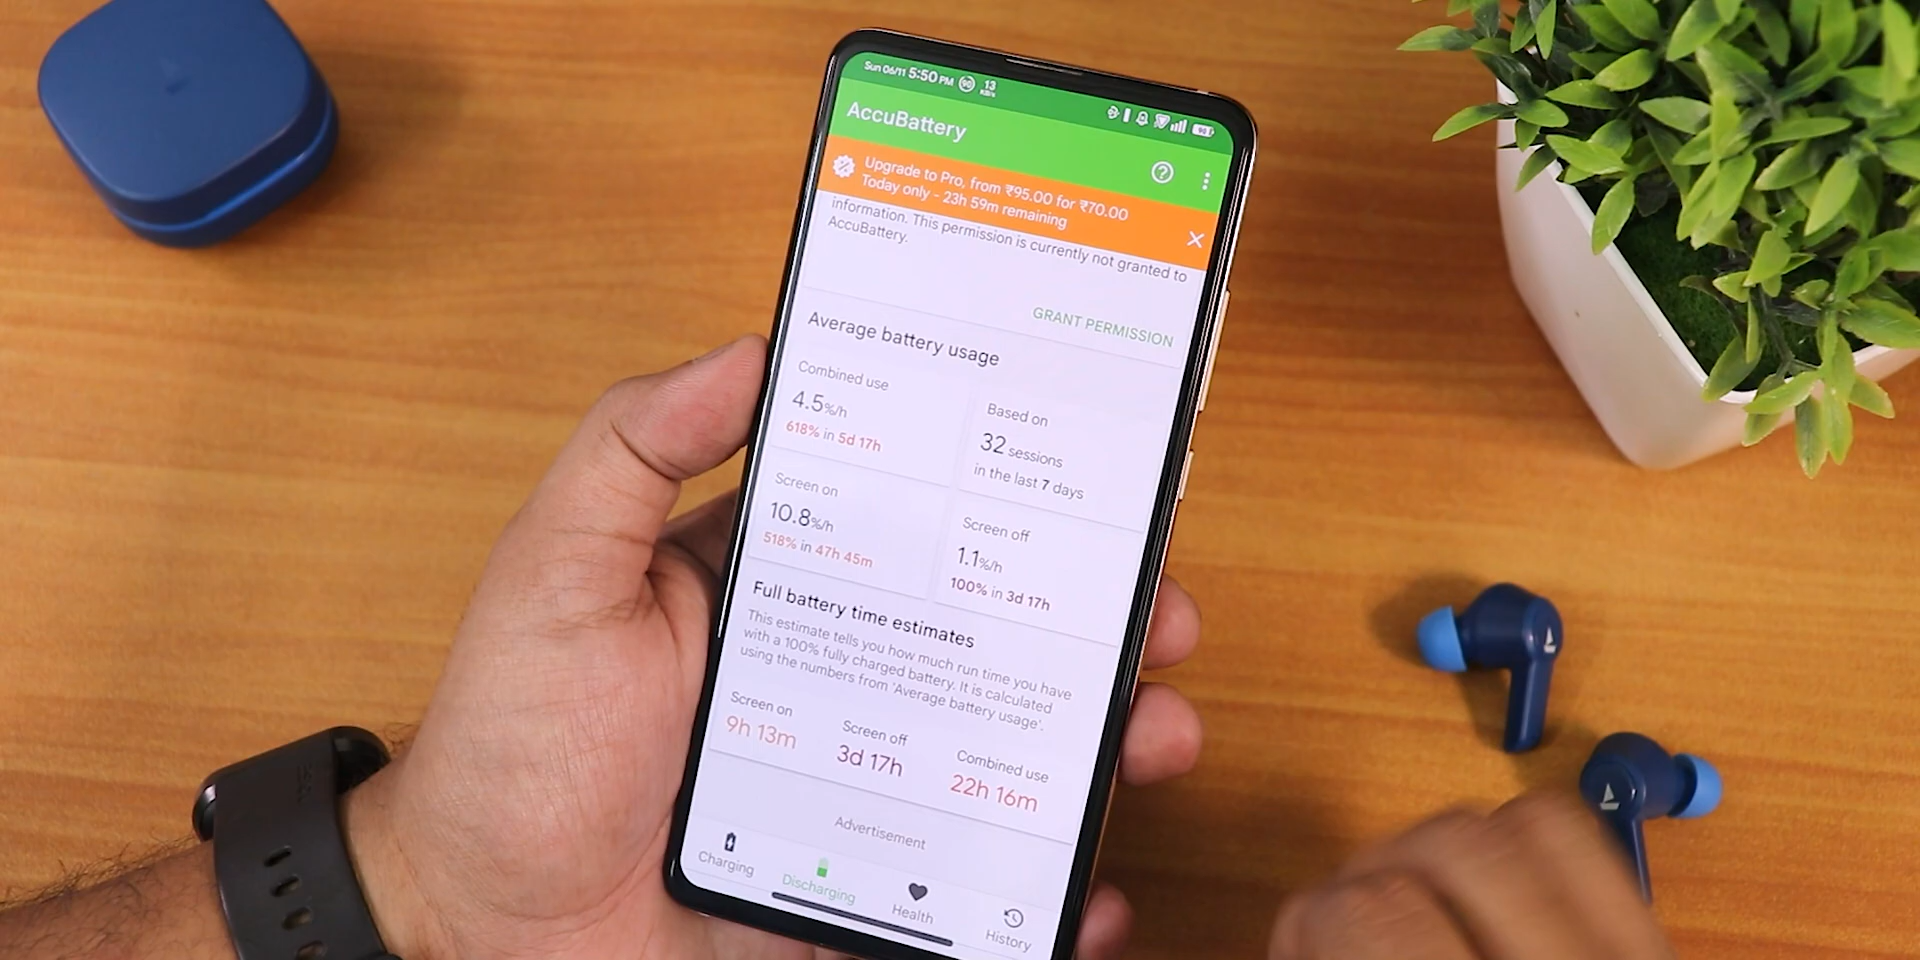 Sun 06/11 5:50 PM 90 13 KB/s
90
AccuBattery
Upgrade to Pro, from ₹95.00 for ₹70.00
Today only - 23h 59m remaining
information. This permission is currently not granted to
AccuBattery.
GRANT PERMISSION
Average battery usage
Combined use
4.5%/h
618% in 5d 17h
Based on
32 sessions
in the last 7 days
Screen on
10.8%/h
518% in 47h 45m
Screen off
1.1%/h
100% in 3d 17h
Full battery time estimates
This estimate tells you how much run time you have
with a 100% fully charged battery. It is calculated
using the numbers from 'Average battery usage'.
Screen on
9h 13m
Screen off
3d 17h
Combined use
22h 16m
Advertisement
Charging
Discharging
Health
History